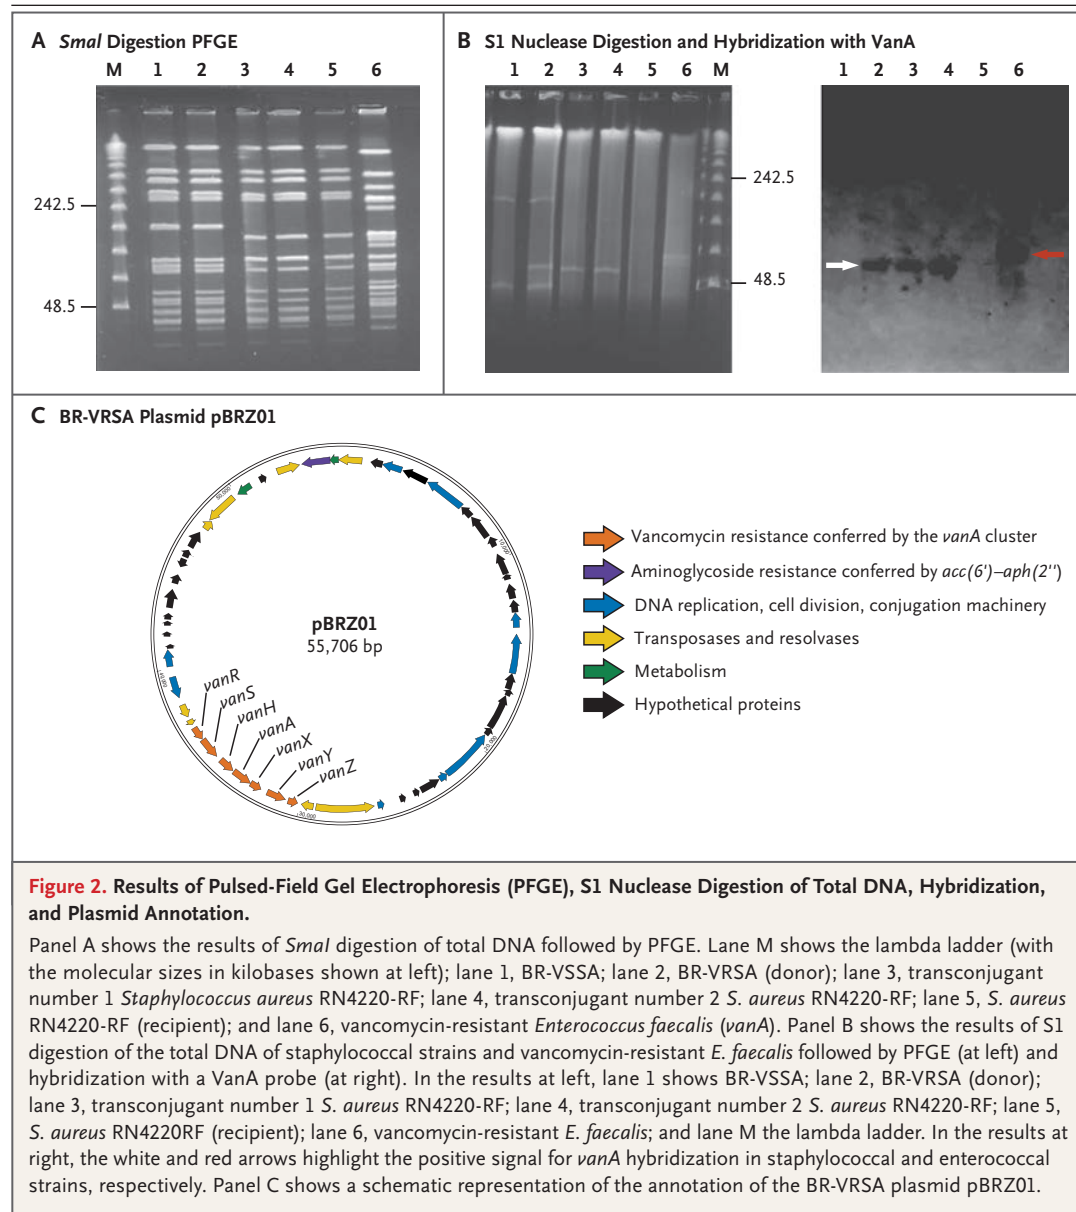 A SmaI Digestion PFGE
M 1 2 3 4 5 6
242.5
48.5
B S1 Nuclease Digestion and Hybridization with VanA
1 2 3 4 5 6 M
242.5
48.5
1 2 3 4 5 6
C BR-VRSA Plasmid pBRZ01
50,000
10,000
20,000
30,000
40,000
pBRZ01
55,706 bp
vanR
vanS
vanH
vanA
vanX
vanY
vanZ
Vancomycin resistance conferred by the vanA cluster
Aminoglycoside resistance conferred by acc(6')–aph(2'')
DNA replication, cell division, conjugation machinery
Transposases and resolvases
Metabolism
Hypothetical proteins
Figure 2. Results of Pulsed-Field Gel Electrophoresis (PFGE), S1 Nuclease Digestion of Total DNA, Hybridization,
and Plasmid Annotation.
Panel A shows the results of SmaI digestion of total DNA followed by PFGE. Lane M shows the lambda ladder (with
the molecular sizes in kilobases shown at left); lane 1, BR-VSSA; lane 2, BR-VRSA (donor); lane 3, transconjugant
number 1 Staphylococcus aureus RN4220-RF; lane 4, transconjugant number 2 S. aureus RN4220-RF; lane 5, S. aureus
RN4220-RF (recipient); and lane 6, vancomycin-resistant Enterococcus faecalis (vanA). Panel B shows the results of S1
digestion of the total DNA of staphylococcal strains and vancomycin-resistant E. faecalis followed by PFGE (at left) and
hybridization with a VanA probe (at right). In the results at left, lane 1 shows BR-VSSA; lane 2, BR-VRSA (donor);
lane 3, transconjugant number 1 S. aureus RN4220-RF; lane 4, transconjugant number 2 S. aureus RN4220-RF; lane 5,
S. aureus RN4220RF (recipient); lane 6, vancomycin-resistant E. faecalis; and lane M the lambda ladder. In the results at
right, the white and red arrows highlight the positive signal for vanA hybridization in staphylococcal and enterococcal
strains, respectively. Panel C shows a schematic representation of the annotation of the BR-VRSA plasmid pBRZ01.